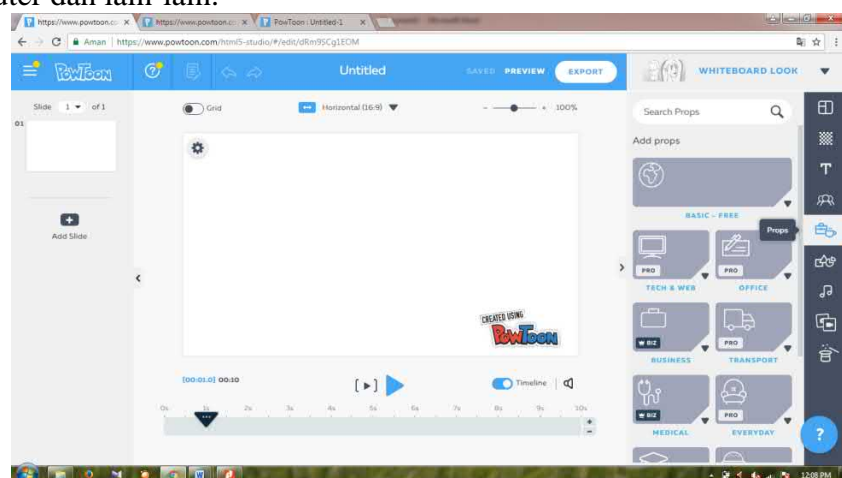 uter dan lain-lain.
https://www.powtoon.co
https://www.powtoon.c
PowToon : Untitled-1
Aman
https://www.powtoon.com/html5-studio/#/edit/dRm95Cg1EOM
POWTOON
Untitled
SAVED PREVIEW EXPORT
WHITEBOARD LOOK
Slide 1 of 1
Grid
Horizontal (16:9)
- + 100%
Search Props
01
Add props
BASIC - FREE
Props
Add Slide
PRO PRO
TECH & WEB OFFICE
CREATED USING
POWTOON
BIZ PRO
BUSINESS TRANSPORT
[00:01.0] 00:10
Timeline
0s 1s 2s 3s 4s 5s 6s 7s 8s 9s 10s
BIZ PRO
MEDICAL EVERYDAY
?
12:08 PM